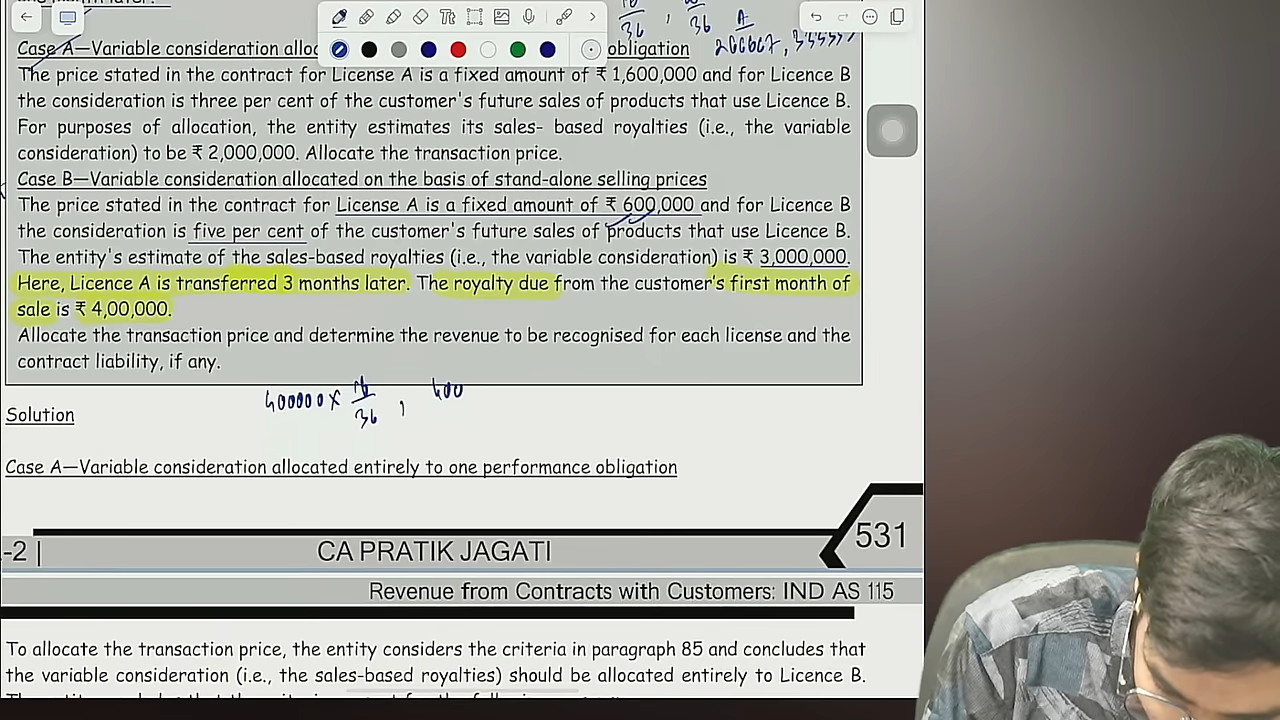 36 , 36 A
266667, 333333
Case A—Variable consideration alloc obligation
The price stated in the contract for License A is a fixed amount of ₹ 1,600,000 and for Licence B
the consideration is three per cent of the customer's future sales of products that use Licence B.
For purposes of allocation, the entity estimates its sales- based royalties (i.e., the variable
consideration) to be ₹ 2,000,000. Allocate the transaction price.
Case B—Variable consideration allocated on the basis of stand-alone selling prices
The price stated in the contract for License A is a fixed amount of ₹ 600,000 and for Licence B
the consideration is five per cent of the customer's future sales of products that use Licence B.
The entity's estimate of the sales-based royalties (i.e., the variable consideration) is ₹ 3,000,000.
Here, Licence A is transferred 3 months later. The royalty due from the customer's first month of
sale is ₹ 4,00,000.
Allocate the transaction price and determine the revenue to be recognised for each license and the
contract liability, if any.
400000 x 16/36 , 400
Solution
Case A—Variable consideration allocated entirely to one performance obligation
-2 | CA PRATIK JAGATI 531
Revenue from Contracts with Customers: IND AS 115
To allocate the transaction price, the entity considers the criteria in paragraph 85 and concludes that
the variable consideration (i.e., the sales-based royalties) should be allocated entirely to Licence B.